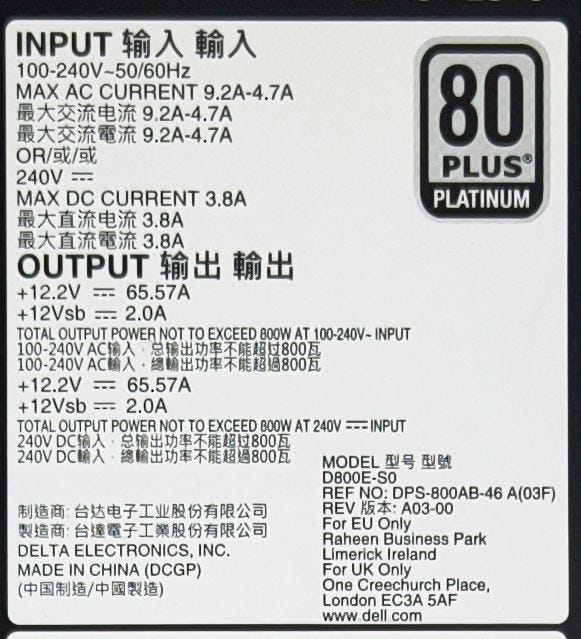 INPUT 输入 輸入
100-240V~50/60Hz
MAX AC CURRENT 9.2A-4.7A
最大交流电流 9.2A-4.7A
最大交流電流 9.2A-4.7A
OR/或/或
240V ⎓
MAX DC CURRENT 3.8A
最大直流电流 3.8A
最大直流電流 3.8A
80
PLUS®
PLATINUM
OUTPUT 输出 輸出
+12.2V ⎓ 65.57A
+12Vsb ⎓ 2.0A
TOTAL OUTPUT POWER NOT TO EXCEED 800W AT 100-240V~ INPUT
100-240V AC输入，总输出功率不能超过800瓦
100-240V AC輸入，總輸出功率不能超過800瓦
+12.2V ⎓ 65.57A
+12Vsb ⎓ 2.0A
TOTAL OUTPUT POWER NOT TO EXCEED 800W AT 240V ⎓ INPUT
240V DC输入，总输出功率不能超过800瓦
240V DC輸入，總輸出功率不能超過800瓦
制造商: 台达电子工业股份有限公司
製造商: 台達電子工業股份有限公司
DELTA ELECTRONICS, INC.
MADE IN CHINA (DCGP)
(中国制造/中國製造)
MODEL 型号 型號
D800E-S0
REF NO: DPS-800AB-46 A(03F)
REV 版本: A03-00
For EU Only
Raheen Business Park
Limerick Ireland
For UK Only
One Creechurch Place,
London EC3A 5AF
www.dell.com